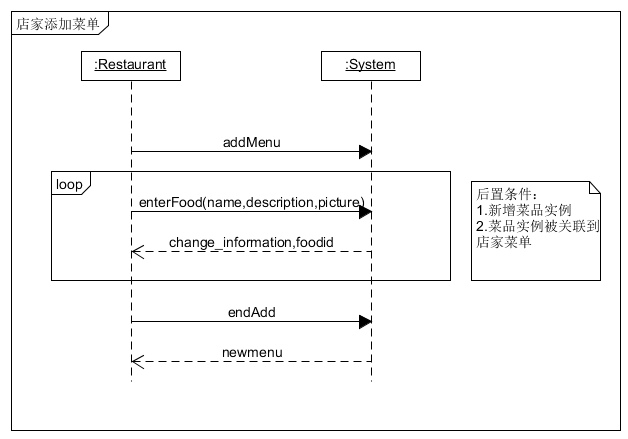 店家添加菜单
:Restaurant
:System
addMenu
loop
enterFood(name,description,picture)
change_information,foodid
后置条件：
1.新增菜品实例
2.菜品实例被关联到
店家菜单
endAdd
newmenu